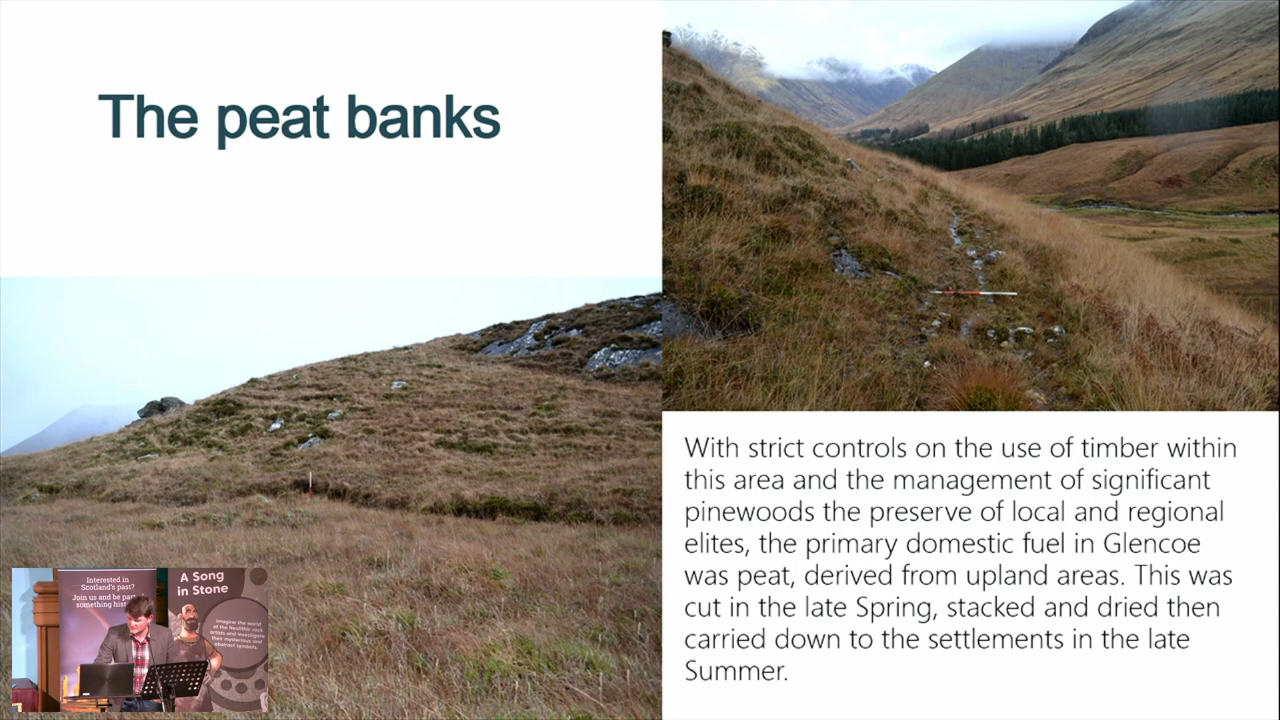 The peat banks
With strict controls on the use of timber within
this area and the management of significant
pinewoods the preserve of local and regional
elites, the primary domestic fuel in Glencoe
was peat, derived from upland areas. This was
cut in the late Spring, stacked and dried then
carried down to the settlements in the late
Summer.
Interested in
Scotland's past?
Join us and be part
something his
A Song
in Stone
Imagine the world
of the Neolithic rock
artists and investigate
their mysterious and
abstract symbols.